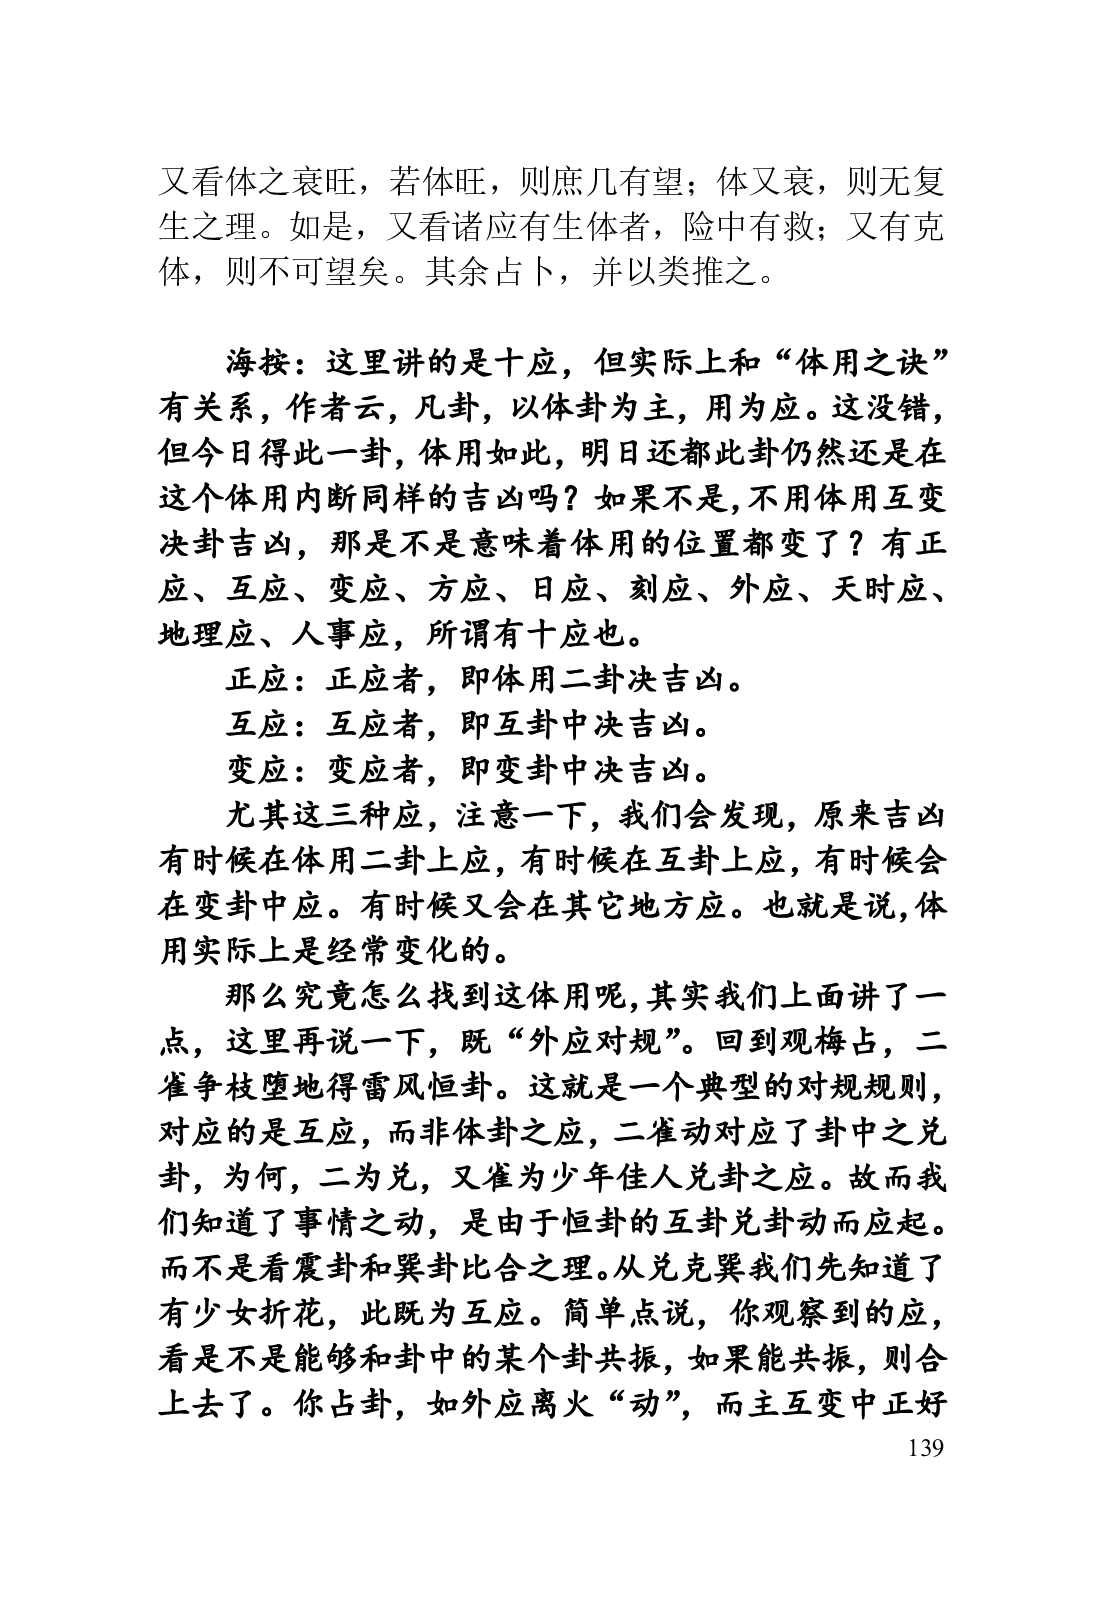 又看体之衰旺，若体旺，则庶几有望；体又衰，则无复
生之理。如是，又看诸应有生体者，险中有救；又有克
体，则不可望矣。其余占卜，并以类推之。
海按：这里讲的是十应，但实际上和“体用之诀”
有关系，作者云，凡卦，以体卦为主，用为应。这没错，
但今日得此一卦，体用如此，明日还都此卦仍然还是在
这个体用内断同样的吉凶吗？如果不是，不用体用互变
决卦吉凶，那是不是意味着体用的位置都变了？有正
应、互应、变应、方应、日应、刻应、外应、天时应、
地理应、人事应，所谓有十应也。
正应：正应者，即体用二卦决吉凶。
互应：互应者，即互卦中决吉凶。
变应：变应者，即变卦中决吉凶。
尤其这三种应，注意一下，我们会发现，原来吉凶
有时候在体用二卦上应，有时候在互卦上应，有时候会
在变卦中应。有时候又会在其它地方应。也就是说，体
用实际上是经常变化的。
那么究竟怎么找到这体用呢，其实我们上面讲了一
点，这里再说一下，既“外应对规”。回到观梅占，二
雀争枝堕地得雷风恒卦。这就是一个典型的对规规则，
对应的是互应，而非体卦之应，二雀动对应了卦中之兑
卦，为何，二为兑，又雀为少年佳人兑卦之应。故而我
们知道了事情之动，是由于恒卦的互卦兑卦动而应起。
而不是看震卦和巽卦比合之理。从兑克巽我们先知道了
有少女折花，此既为互应。简单点说，你观察到的应，
看是不是能够和卦中的某个卦共振，如果能共振，则合
上去了。你占卦，如外应离火“动”，而主互变中正好
139